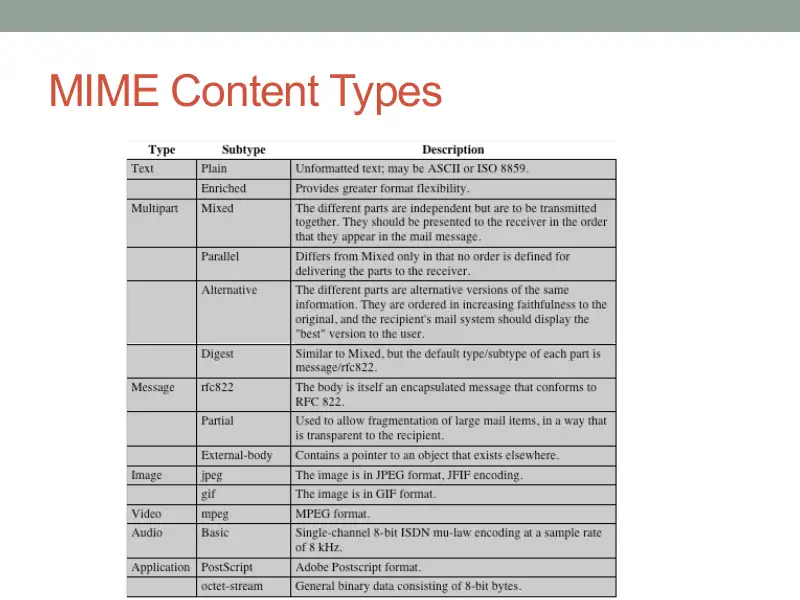 MIME Content Types
Type Subtype Description
Text Plain Unformatted text; may be ASCII or ISO 8859.
Enriched Provides greater format flexibility.
Multipart Mixed The different parts are independent but are to be transmitted
together. They should be presented to the receiver in the order
that they appear in the mail message.
Parallel Differs from Mixed only in that no order is defined for
delivering the parts to the receiver.
Alternative The different parts are alternative versions of the same
information. They are ordered in increasing faithfulness to the
original, and the recipient's mail system should display the
"best" version to the user.
Digest Similar to Mixed, but the default type/subtype of each part is
message/rfc822.
Message rfc822 The body is itself an encapsulated message that conforms to
RFC 822.
Partial Used to allow fragmentation of large mail items, in a way that
is transparent to the recipient.
External-body Contains a pointer to an object that exists elsewhere.
Image jpeg The image is in JPEG format, JFIF encoding.
gif The image is in GIF format.
Video mpeg MPEG format.
Audio Basic Single-channel 8-bit ISDN mu-law encoding at a sample rate
of 8 kHz.
Application PostScript Adobe Postscript format.
octet-stream General binary data consisting of 8-bit bytes.